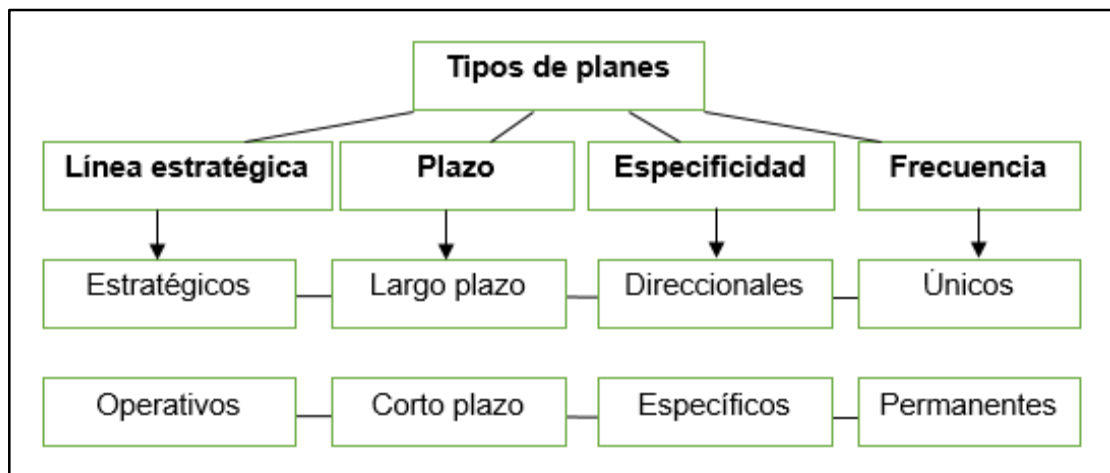 Tipos de planes
Línea estratégica
Plazo
Especificidad
Frecuencia
Estratégicos
Largo plazo
Direccionales
Únicos
Operativos
Corto plazo
Específicos
Permanentes